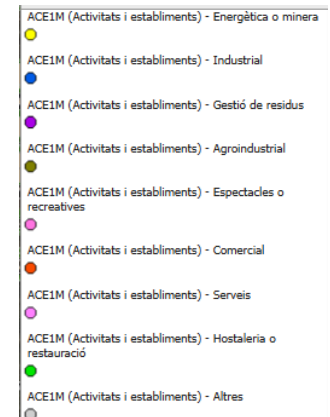 ACE1M (Activitats i establiments) - Energètica o minera
ACE1M (Activitats i establiments) - Industrial
ACE1M (Activitats i establiments) - Gestió de residus
ACE1M (Activitats i establiments) - Agroindustrial
ACE1M (Activitats i establiments) - Espectacles o
recreatives
ACE1M (Activitats i establiments) - Comercial
ACE1M (Activitats i establiments) - Serveis
ACE1M (Activitats i establiments) - Hostaleria o
restauració
ACE1M (Activitats i establiments) - Altres